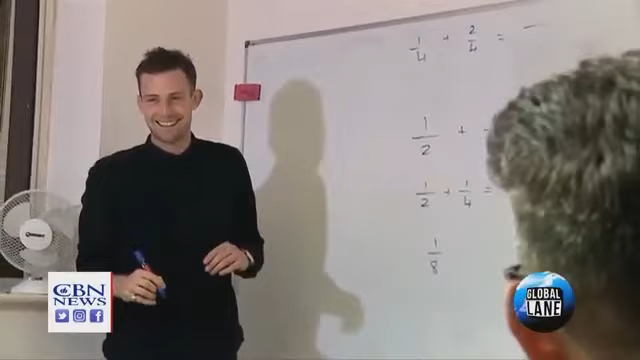 1/4 + 2/4 =
1/2 +
1/2 + 1/4 =
1/8
CBN
NEWS
GLOBAL
LANE